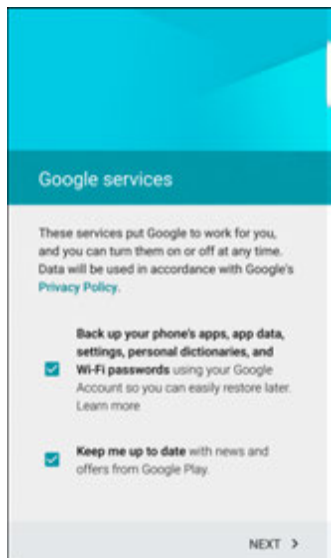 Google services
These services put Google to work for you,
and you can turn them on or off at any time.
Data will be used in accordance with Google's
Privacy Policy.
Back up your phone's apps, app data,
settings, personal dictionaries, and
Wi-Fi passwords using your Google
Account so you can easily restore later.
Learn more
Keep me up to date with news and
offers from Google Play.
NEXT >